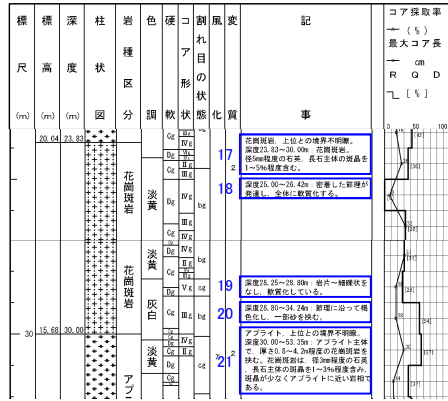 標尺 (m)
標高 (m)
深度 (m)
柱状図
岩種区分
色調
硬軟
コア形状
割れ目の状態
風化
変質
記事
コア採取率
(%)
最大コア長
cm
R Q D
[%]
0 50 100
20.04 23.83
花崗斑岩
淡黄
17
花崗斑岩。上位との境界不明瞭。
深度23.83~30.00m:花崗斑岩。
径5mm程度の石英、長石主体の斑晶を
1~5%程度含む。
2
18
深度25.00~26.42m:密着した節理が
発達し、全体に軟質化する。
bg
花崗斑岩
淡黄
bg
19
深度28.25~28.80m:岩片~細礫状を
なし、軟質化している。
cg
灰白
20
深度28.80~34.24m:節理に沿って褐
色化し、一部砂を挟む。
bg
30
15.68 30.00
アプ
淡黄
21
2
アプライト、上位との境界不明瞭。
深度30.00~53.35m:アプライト主体
で、厚さ0.8~4.2m程度の花崗斑岩を
挟む。花崗斑岩は、径3mm程度の石英
、長石主体の斑晶を1~3%程度含み、
斑晶が少なくアプライトに近い岩相で
ある。
cg